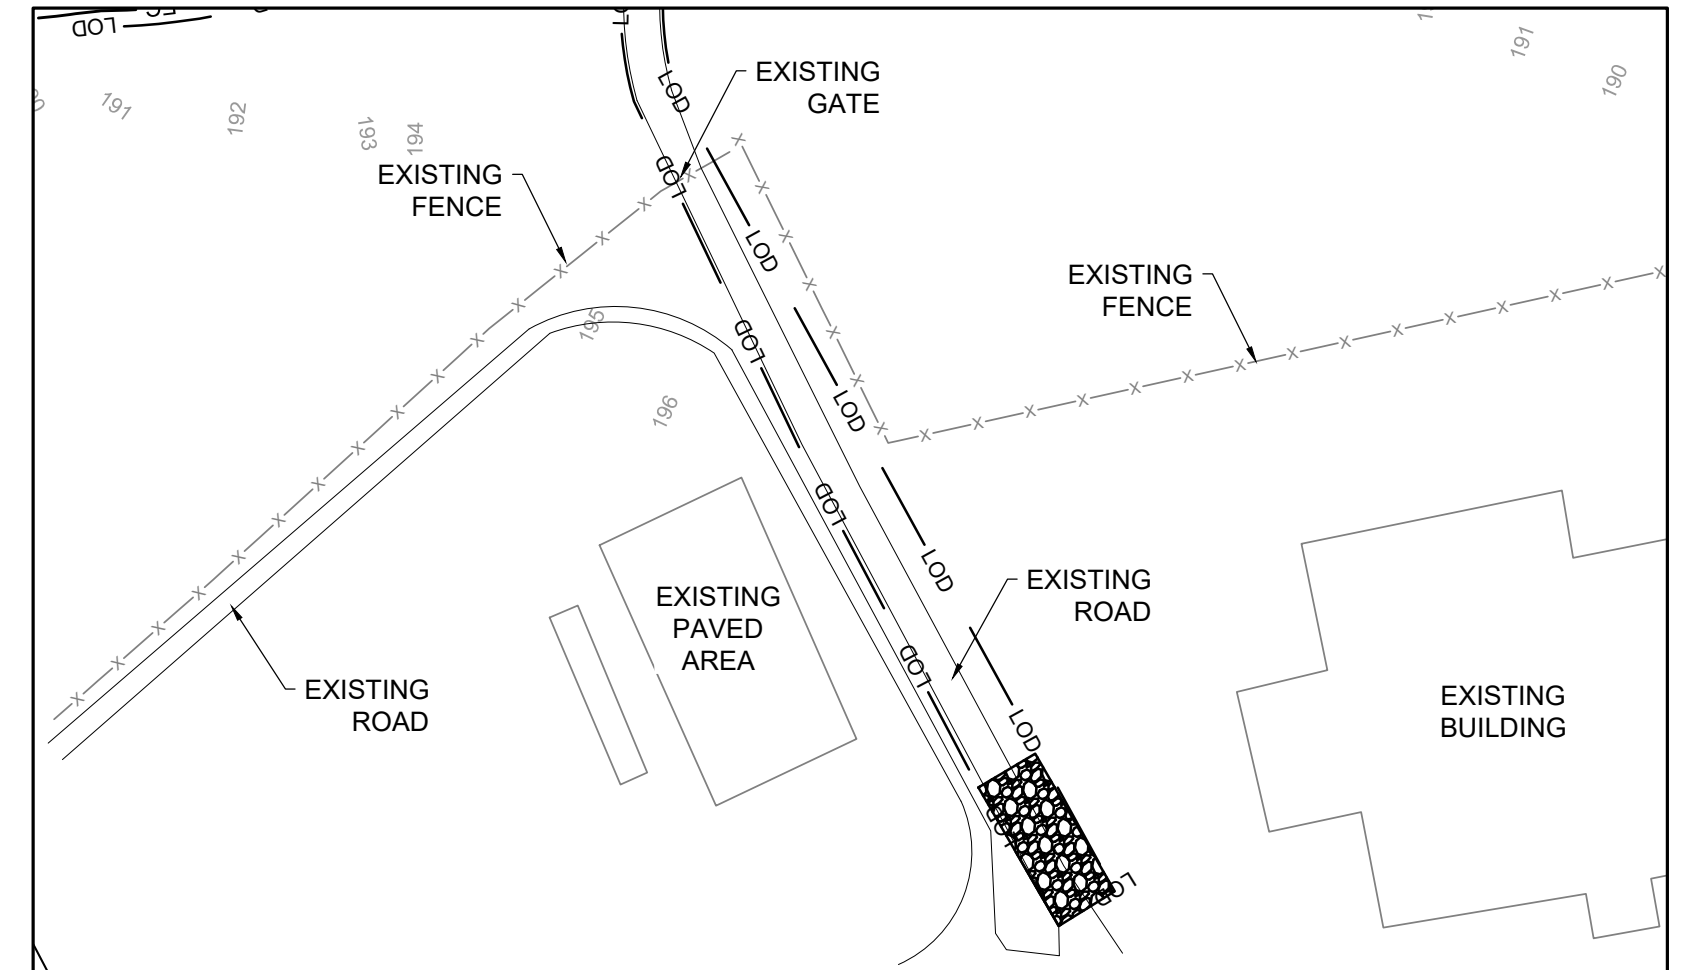 LOD
191
190
191
192
193
194
LOD
EXISTING
GATE
LOD
EXISTING
FENCE
LOD
EXISTING
FENCE
195
LOD
LOD
196
LOD
LOD
EXISTING
ROAD
EXISTING
PAVED
AREA
LOD
EXISTING
ROAD
EXISTING
BUILDING
LOD
LOD
LOD